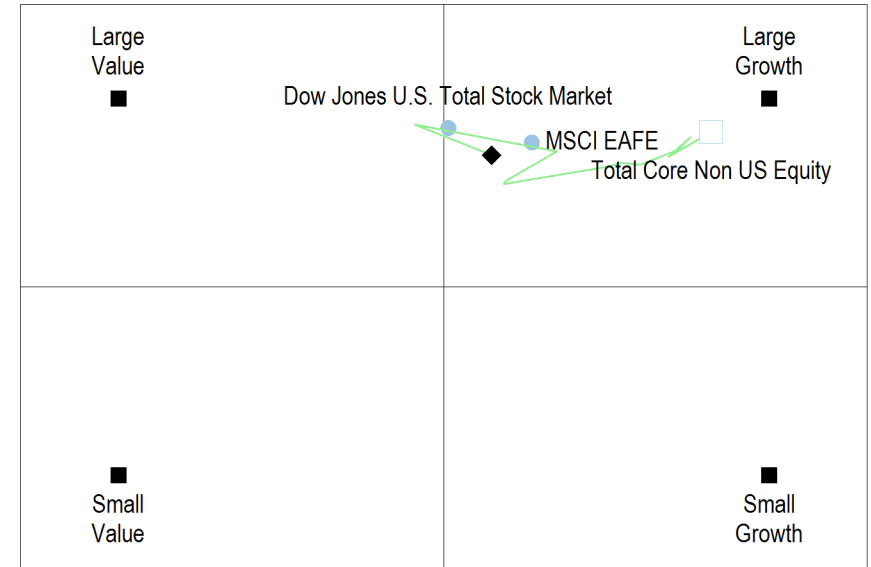 Large
Value
Large
Growth
Dow Jones U.S. Total Stock Market
MSCI EAFE
Total Core Non US Equity
Small
Value
Small
Growth